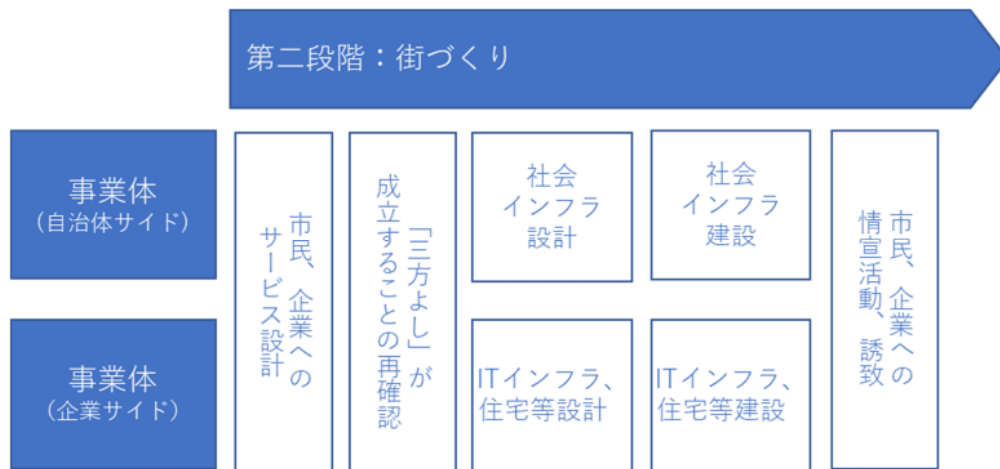 第二段階：街づくり
事業体
（自治体サイド）
市民、企業への
サービス設計
「三方よし」が
成立することの再確認
社会
インフラ
設計
社会
インフラ
建設
市民、企業への
情宣活動、誘致
事業体
（企業サイド）
ITインフラ、
住宅等設計
ITインフラ、
住宅等建設